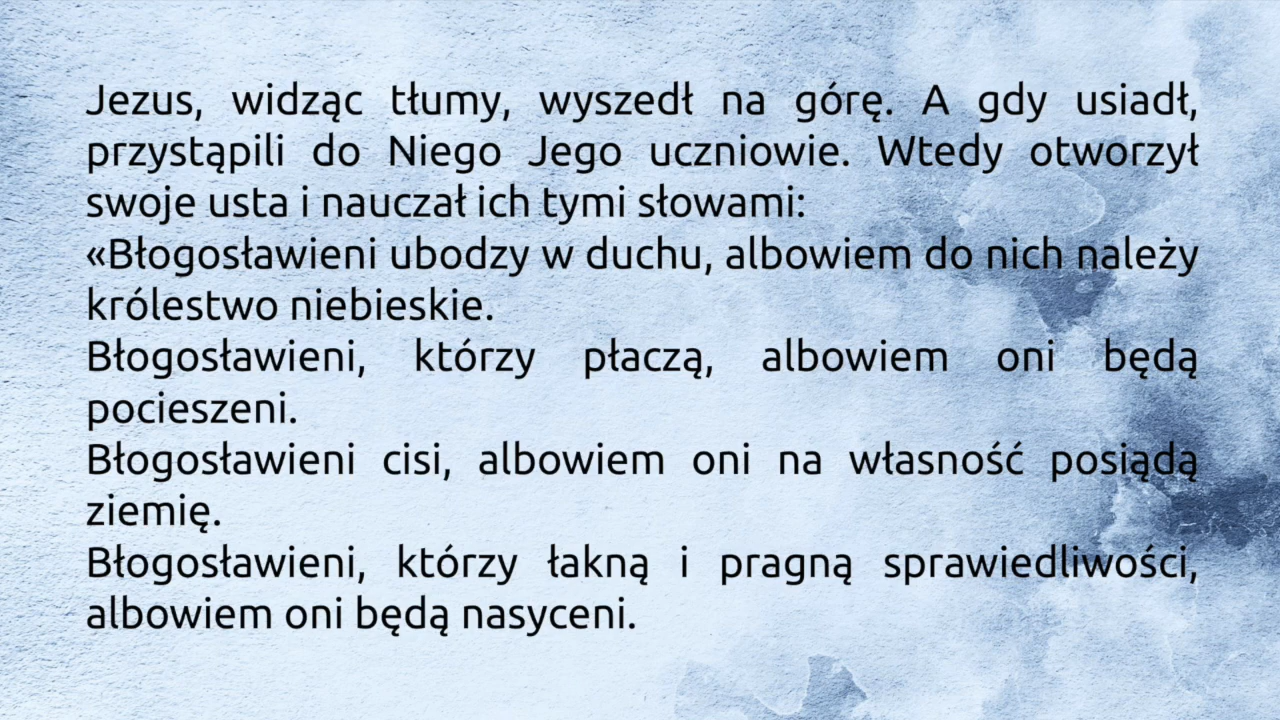 Jezus, widząc tłumy, wyszedł na górę. A gdy usiadł,
przystąpili do Niego Jego uczniowie. Wtedy otworzył
swoje usta i nauczał ich tymi słowami:
«Błogosławieni ubodzy w duchu, albowiem do nich należy
królestwo niebieskie.
Błogosławieni, którzy płaczą, albowiem oni będą
pocieszeni.
Błogosławieni cisi, albowiem oni na własność posiądą
ziemię.
Błogosławieni, którzy łakną i pragną sprawiedliwości,
albowiem oni będą nasyceni.